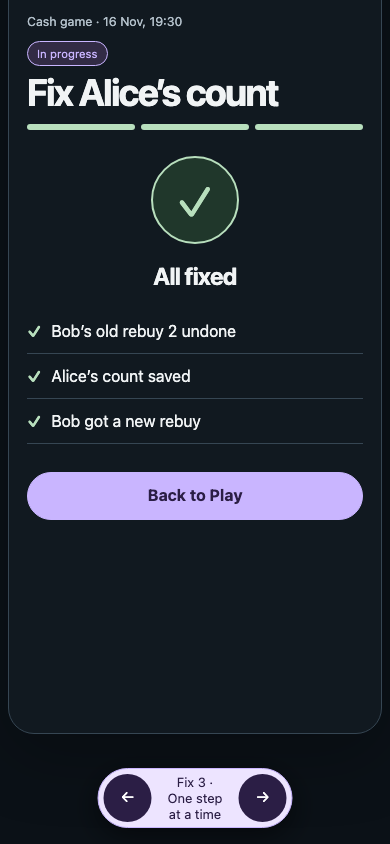 Cash game · 16 Nov, 19:30
In progress
Fix Alice’s count
All fixed
Bob’s old rebuy 2 undone
Alice’s count saved
Bob got a new rebuy
Back to Play
Fix 3 ·
One step
at a time